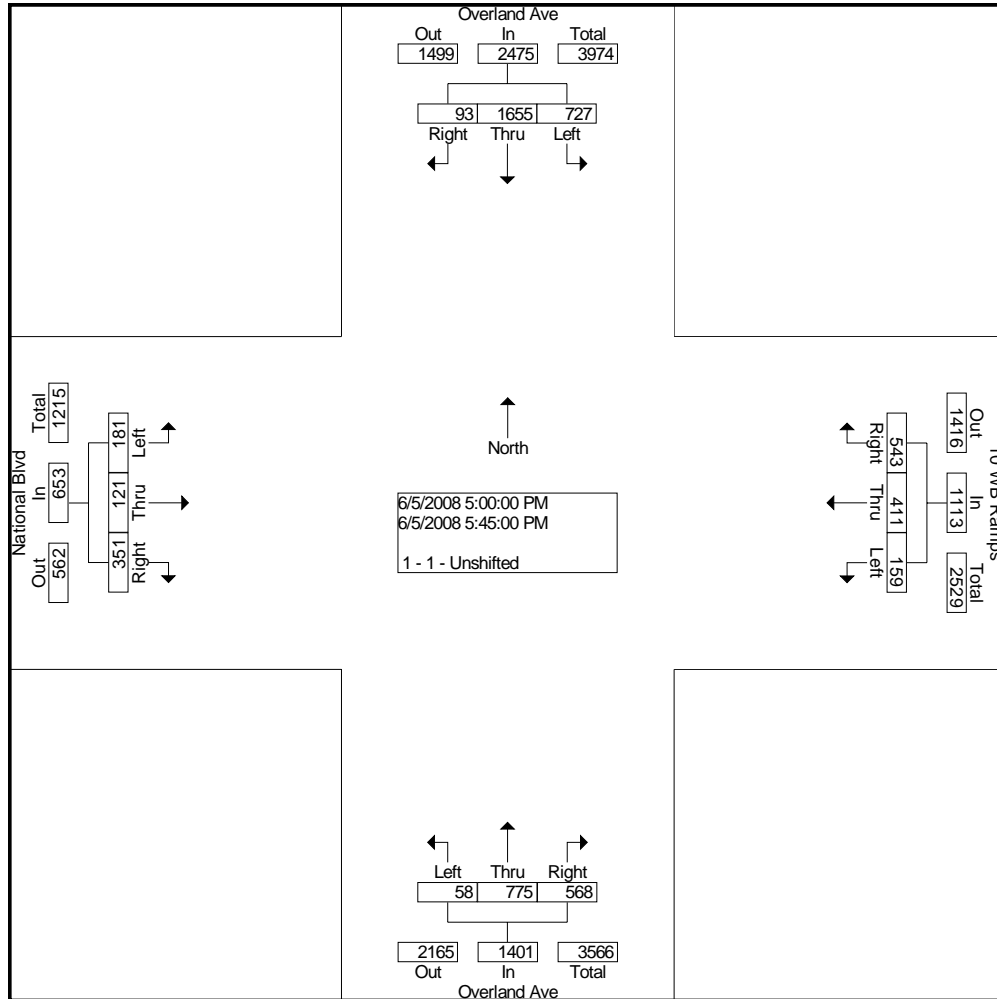 Overland Ave
Out In Total
1499 2475 3974
93 1655 727
Right Thru Left
National Blvd
Total In Out
1215 653 562
181 121 351
Left Thru Right
North
6/5/2008 5:00:00 PM
6/5/2008 5:45:00 PM
1 - 1 - Unshifted
Right Thru Left
543 411 159
Out In Total
1416 1113 2529
10 WB Ramps
Left Thru Right
58 775 568
2165 1401 3566
Out In Total
Overland Ave